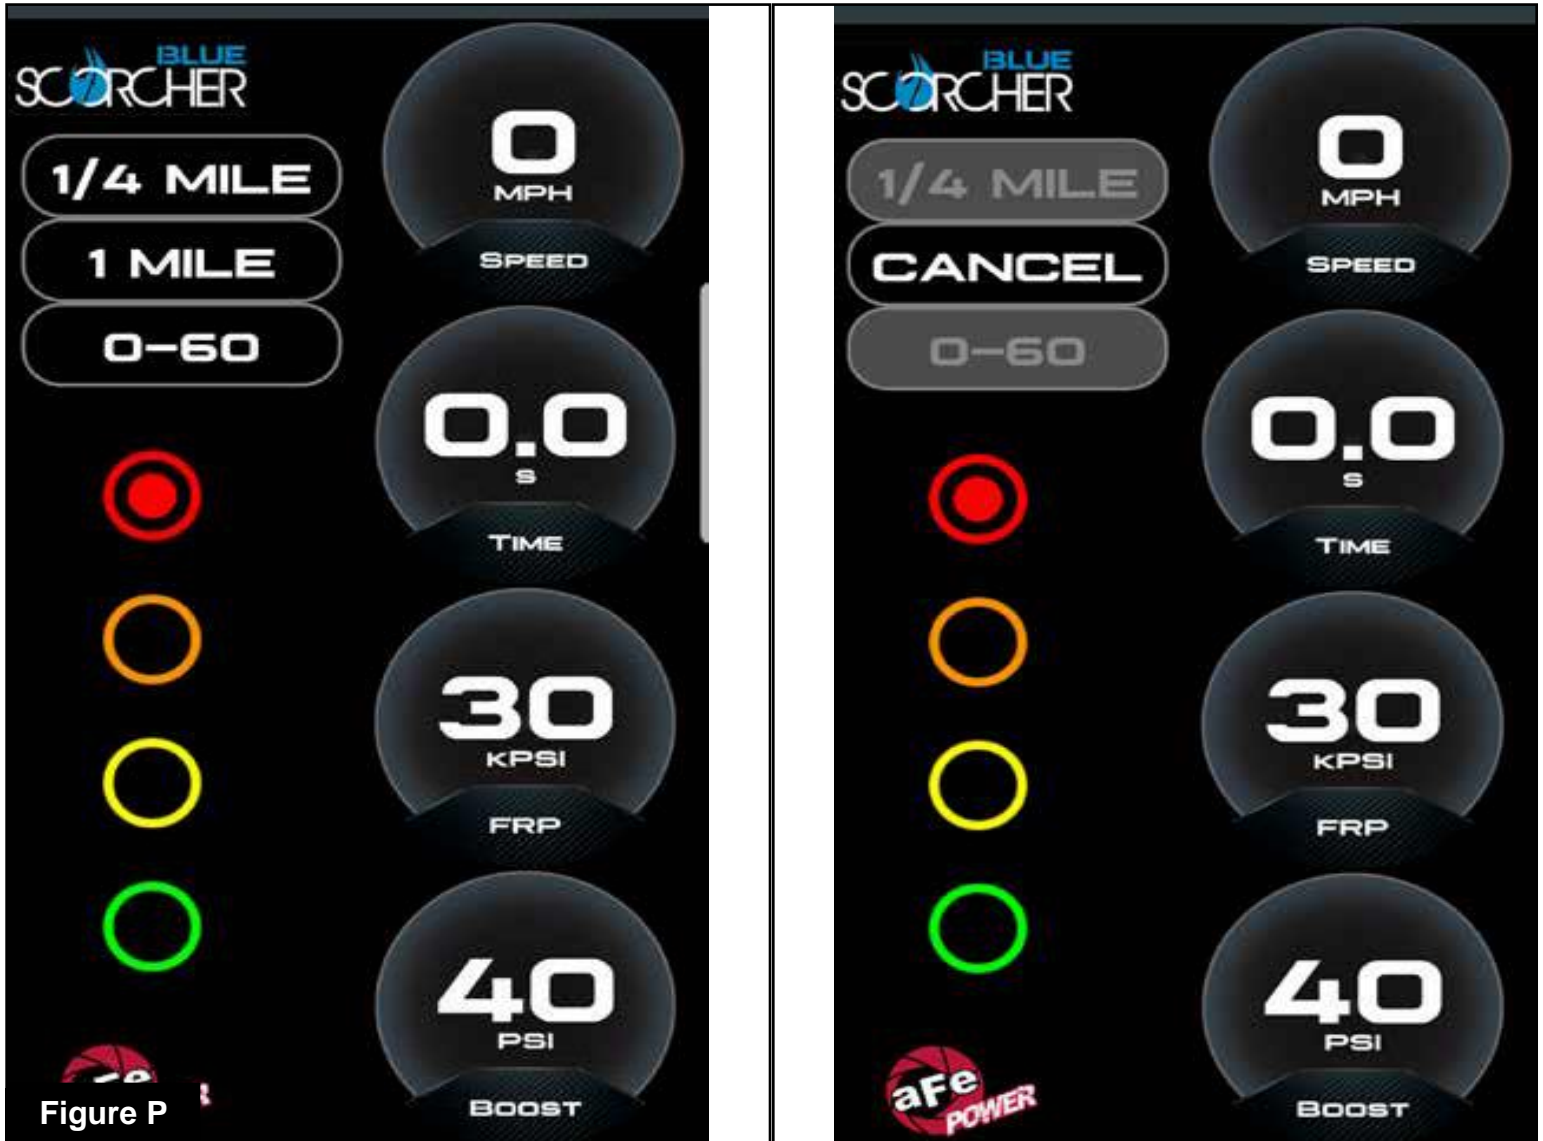 BLUE
SCORCHER
1/4 MILE
1 MILE
0-60
0
MPH
SPEED
0.0
S
TIME
30
KPSI
FRP
40
PSI
BOOST
Figure P
BLUE
SCORCHER
1/4 MILE
CANCEL
0-60
0
MPH
SPEED
0.0
S
TIME
30
KPSI
FRP
40
PSI
BOOST
aFe
POWER